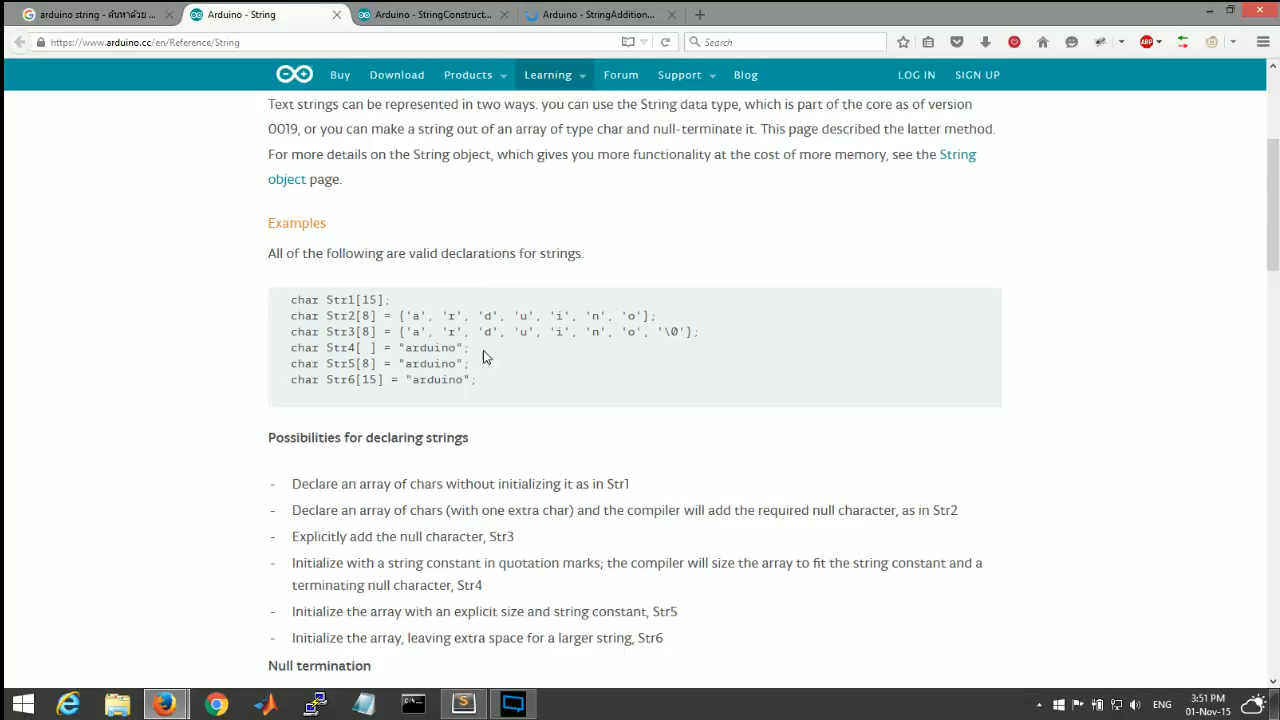 arduino string - ค้นหาด้วย ...
Arduino - String
Arduino - StringConstruct...
Arduino - StringAddition...
https://www.arduino.cc/en/Reference/String
Search
ABP
Buy Download Products Learning Forum Support Blog LOG IN SIGN UP
Text strings can be represented in two ways. you can use the String data type, which is part of the core as of version
0019, or you can make a string out of an array of type char and null-terminate it. This page described the latter method.
For more details on the String object, which gives you more functionality at the cost of more memory, see the String
object page.
Examples
All of the following are valid declarations for strings.
char Str1[15];
char Str2[8] = {'a', 'r', 'd', 'u', 'i', 'n', 'o'};
char Str3[8] = {'a', 'r', 'd', 'u', 'i', 'n', 'o', '\0'};
char Str4[ ] = "arduino";
char Str5[8] = "arduino";
char Str6[15] = "arduino";
Possibilities for declaring strings
- Declare an array of chars without initializing it as in Str1
- Declare an array of chars (with one extra char) and the compiler will add the required null character, as in Str2
- Explicitly add the null character, Str3
- Initialize with a string constant in quotation marks; the compiler will size the array to fit the string constant and a
terminating null character, Str4
- Initialize the array with an explicit size and string constant, Str5
- Initialize the array, leaving extra space for a larger string, Str6
Null termination
ENG
3:51 PM
01-Nov-15